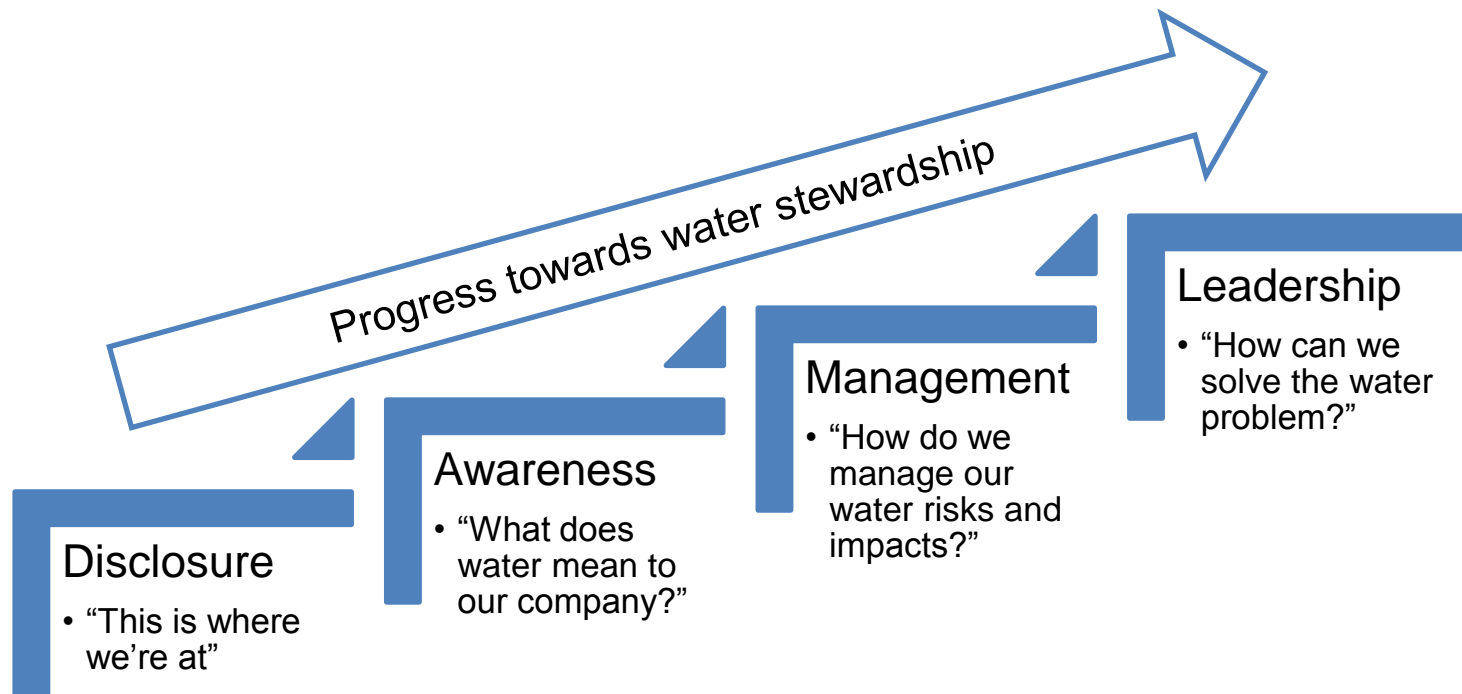 Progress towards water stewardship
Disclosure
• “This is where
we’re at”
Awareness
• “What does
water mean to
our company?”
Management
• “How do we
manage our
water risks and
impacts?”
Leadership
• “How can we
solve the water
problem?”